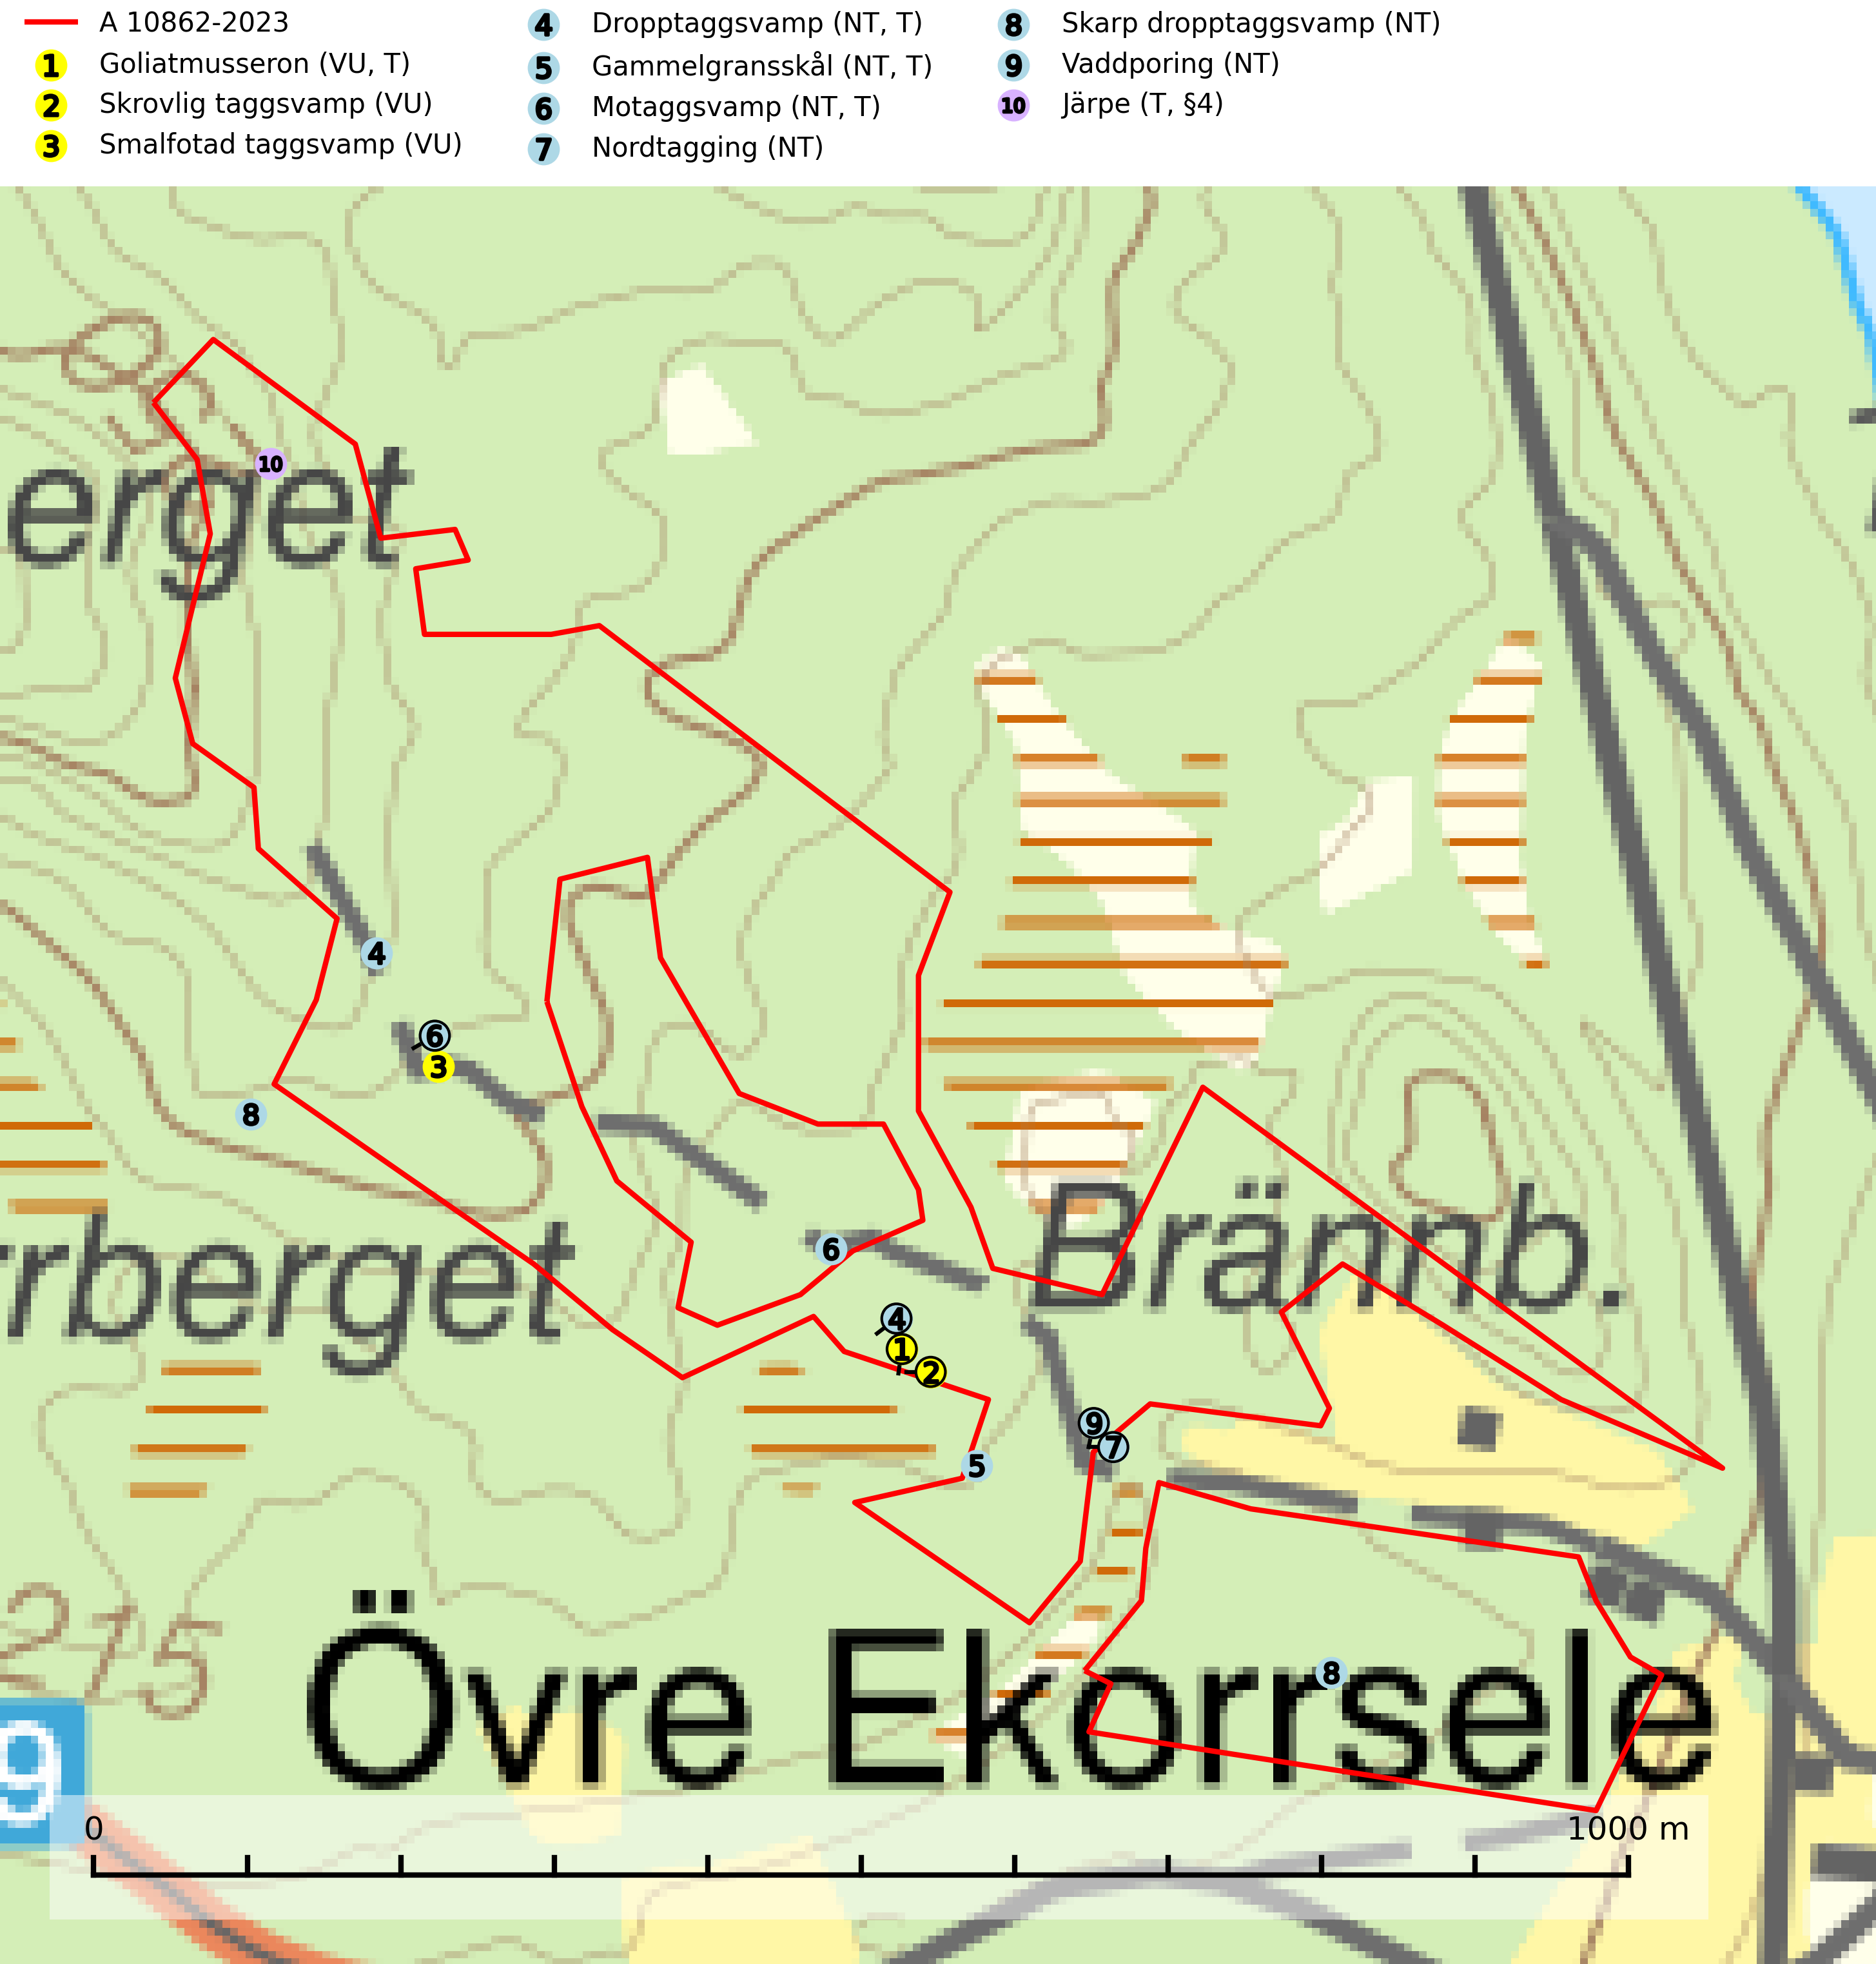 A 10862-2023
1 Goliatmusseron (VU, T)
2 Skrovlig taggsvamp (VU)
3 Smalfotad taggsvamp (VU)
4 Dropptaggsvamp (NT, T)
5 Gammelgransskål (NT, T)
6 Motaggsvamp (NT, T)
7 Nordtagging (NT)
8 Skarp dropptaggsvamp (NT)
9 Vaddporing (NT)
10 Järpe (T, §4)
10
erget
4
6
3
8
6
rberget
Brännb.
4
1
2
9
7
5
215
8
Övre Ekorrsele
9
0 1000 m